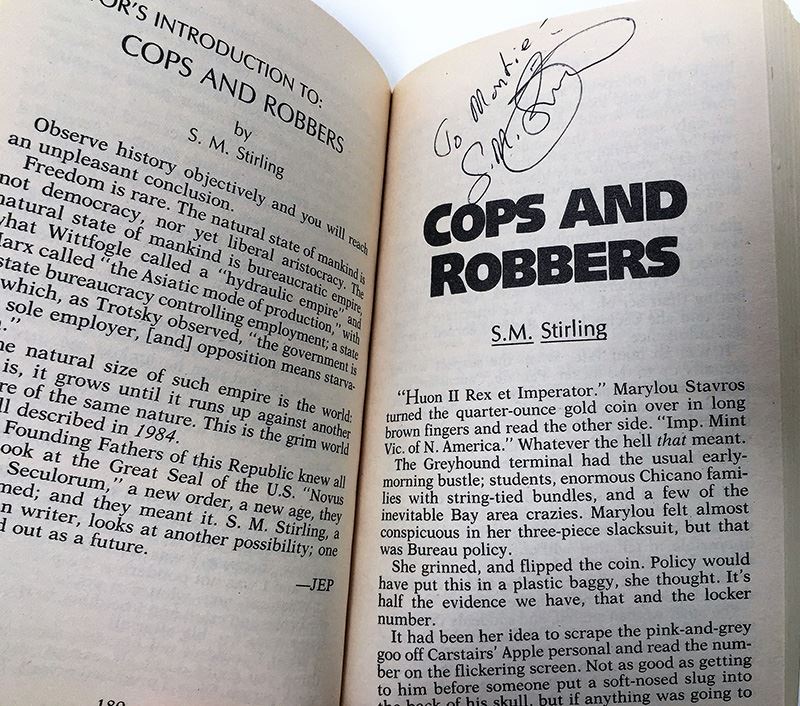 TOR'S INTRODUCTION TO:
COPS AND ROBBERS
by
S. M. Stirling
Observe history objectively and you will reach
an unpleasant conclusion.
Freedom is rare. The natural state of mankind is
not democracy, nor yet liberal aristocracy. The
natural state of mankind is bureaucratic empire,
what Wittfogle called a "hydraulic empire" and
Marx called "the Asiatic mode of production," with
state bureaucracy controlling employment; a state
which, as Trotsky observed, "the government is
sole employer, [and] opposition means starva-
."
ne natural size of such empire is the world:
is, it grows until it runs up against another
re of the same nature. This is the grim world
ll described in 1984.
Founding Fathers of this Republic knew all
ook at the Great Seal of the U.S. "Novus
Seculorum," a new order, a new age, they
med; and they meant it. S. M. Stirling, a
n writer, looks at another possibility; one
d out as a future.
—JEP
To Montie –
S.M. Stirling
COPS AND
ROBBERS
S.M. Stirling
"Huon II Rex et Imperator." Marylou Stavros
turned the quarter-ounce gold coin over in long
brown fingers and read the other side. "Imp. Mint
Vic. of N. America." Whatever the hell that meant.
The Greyhound terminal had the usual early-
morning bustle; students, enormous Chicano fami-
lies with string-tied bundles, and a few of the
inevitable Bay area crazies. Marylou felt almost
conspicuous in her three-piece slacksuit, but that
was Bureau policy.
She grinned, and flipped the coin. Policy would
have put this in a plastic baggy, she thought. It's
half the evidence we have, that and the locker
number.
It had been her idea to scrape the pink-and-grey
goo off Carstairs' Apple personal and read the num-
ber on the flickering screen. Not as good as getting
to him before someone put a soft-nosed slug into
the back of his skull, but if anything was going to